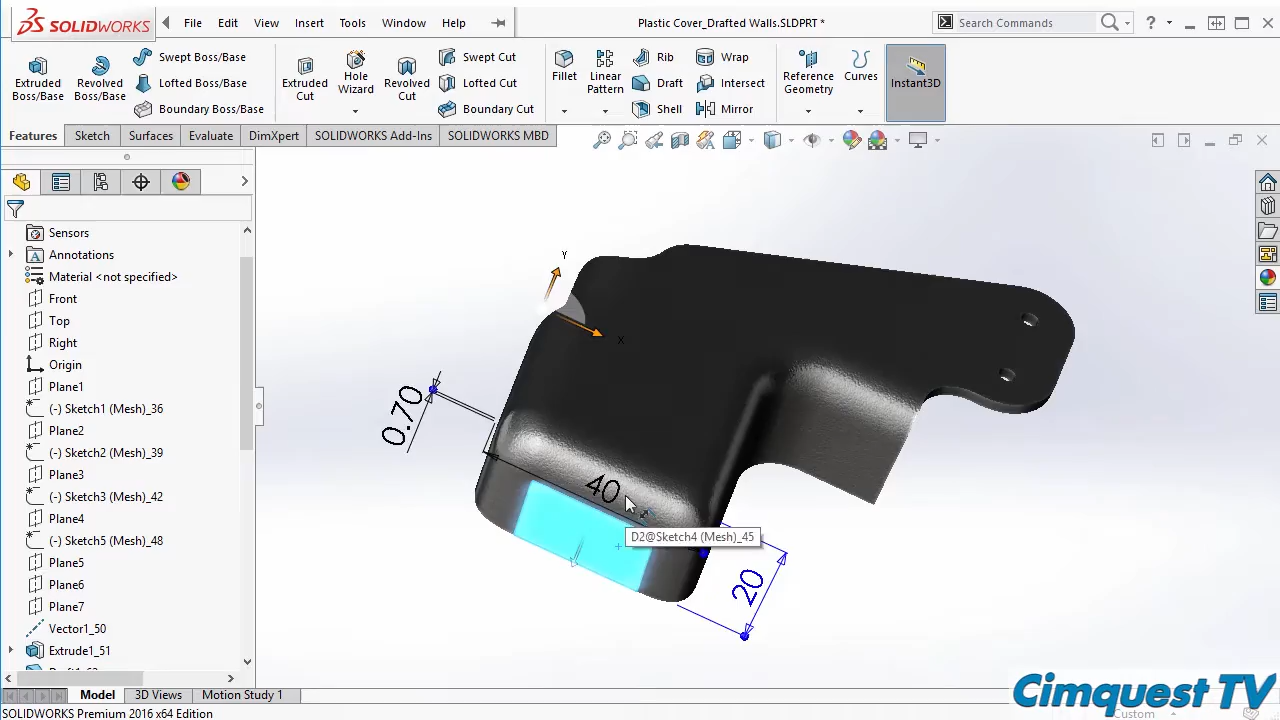 SOLIDWORKS File Edit View Insert Tools Window Help Plastic Cover_Drafted Walls.SLDPRT * Search Commands ?
Extruded Boss/Base
Revolved Boss/Base
Swept Boss/Base
Lofted Boss/Base
Boundary Boss/Base
Extruded Cut
Hole Wizard
Revolved Cut
Swept Cut
Lofted Cut
Boundary Cut
Fillet
Linear Pattern
Rib
Draft
Shell
Wrap
Intersect
Mirror
Reference Geometry
Curves
Instant3D
Features Sketch Surfaces Evaluate DimXpert SOLIDWORKS Add-Ins SOLIDWORKS MBD
Sensors
Annotations
Material <not specified>
Front
Top
Right
Origin
Plane1
(-) Sketch1 (Mesh)_36
Plane2
(-) Sketch2 (Mesh)_39
Plane3
(-) Sketch3 (Mesh)_42
Plane4
(-) Sketch5 (Mesh)_48
Plane5
Plane6
Plane7
Vector1_50
Extrude1_51
Y
X
0.70
40
D2@Sketch4 (Mesh)_45
20
Model 3D Views Motion Study 1
Cimquest TV
SOLIDWORKS Premium 2016 x64 Edition
Custom